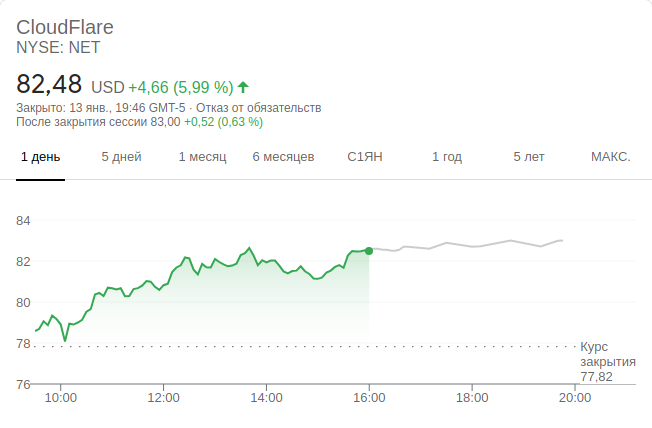 CloudFlare
NYSE: NET
82,48 USD +4,66 (5,99 %)
Закрыто: 13 янв., 19:46 GMT-5 · Отказ от обязательств
После закрытия сессии 83,00 +0,52 (0,63 %)
1 день 5 дней 1 месяц 6 месяцев С1ЯН 1 год 5 лет МАКС.
84
82
80
78
Курс
закрытия
77,82
76
10:00 12:00 14:00 16:00 18:00 20:00